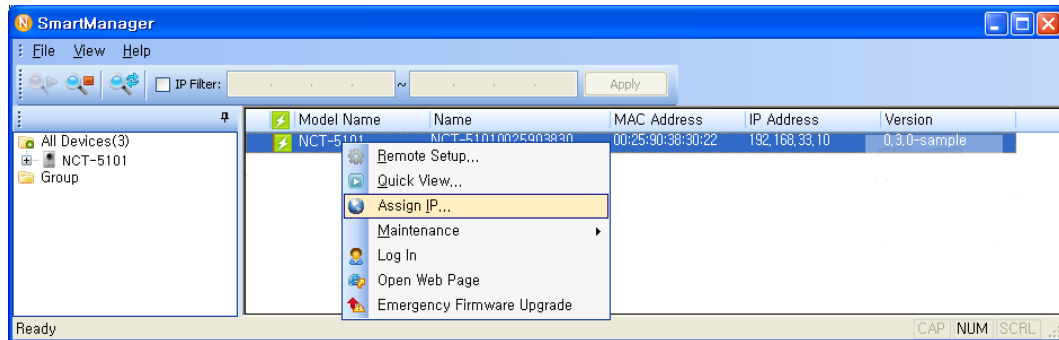 SmartManager
File View Help
IP Filter: . . . ~ . . . Apply
Model Name Name MAC Address IP Address Version
All Devices(3)
NCT-5101
Group
NCT-5101 NCT-51010025903830 00:25:90:38:30:22 192,168,33,10 0,3,0-sample
Remote Setup,,,
Quick View,,,
Assign IP,,,
Maintenance
Log In
Open Web Page
Emergency Firmware Upgrade
Ready CAP NUM SCRL